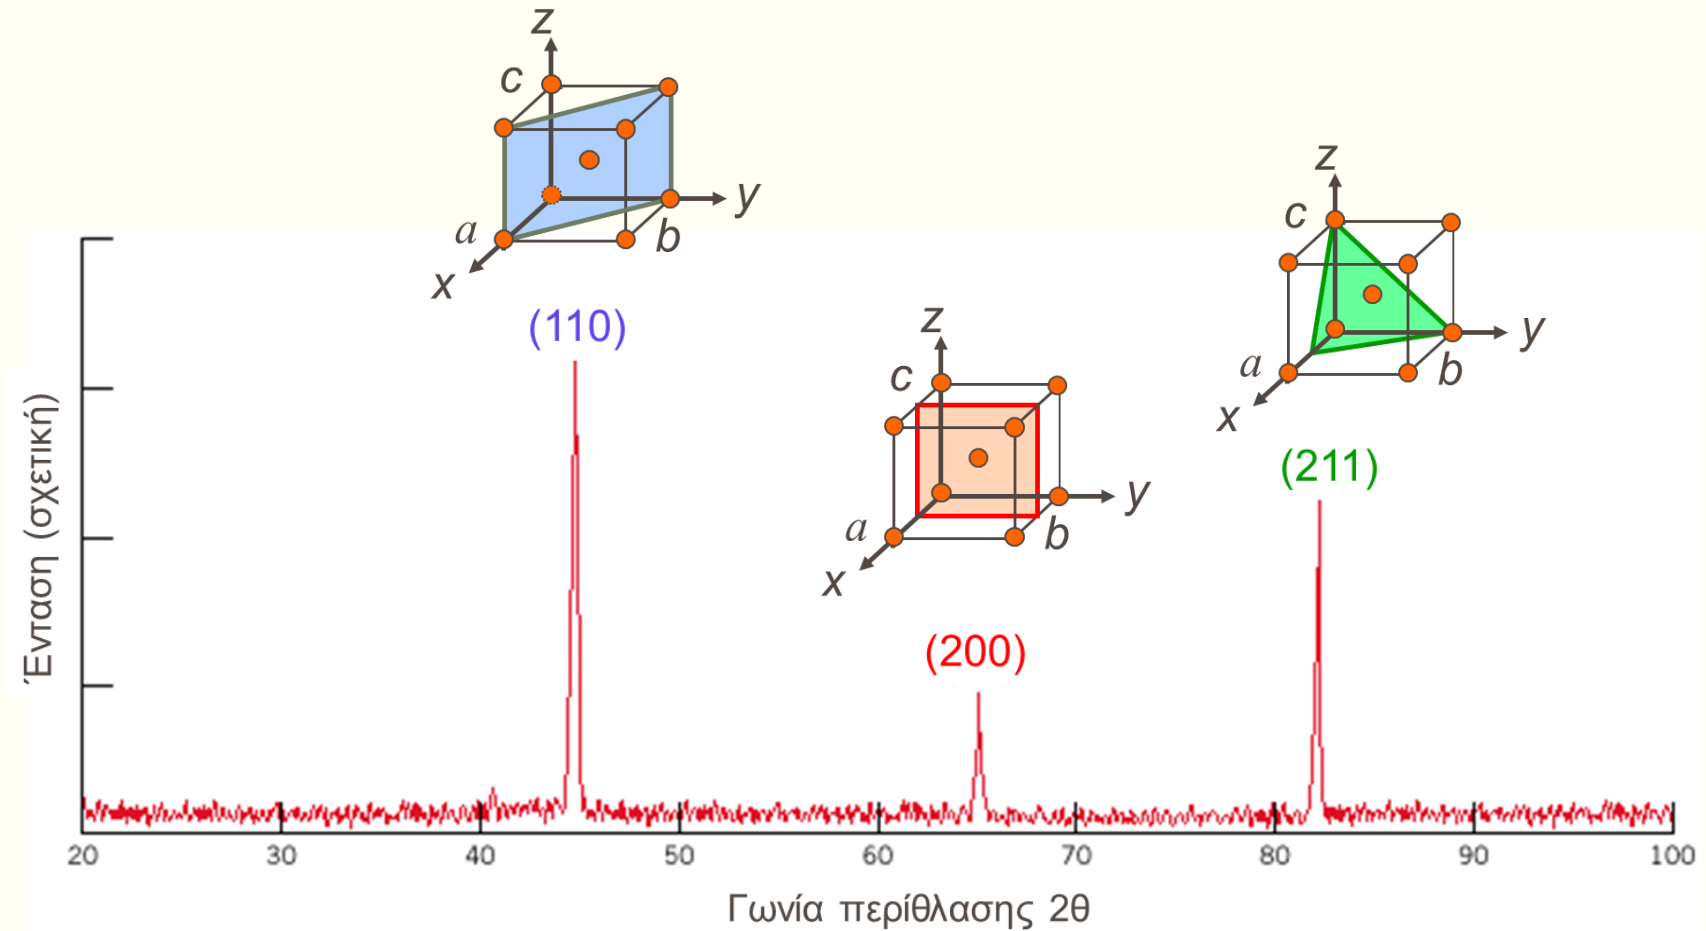 z
c
y
a
b
x
(110)
z
c
y
a
b
x
(200)
z
c
y
a
b
x
(211)
Ένταση (σχετική)
20 30 40 50 60 70 80 90 100
Γωνία περίθλασης 2θ